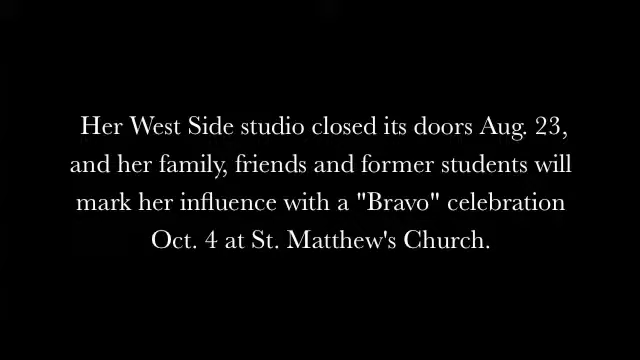 Her West Side studio closed its doors Aug. 23,
and her family, friends and former students will
mark her influence with a "Bravo" celebration
Oct. 4 at St. Matthew's Church.